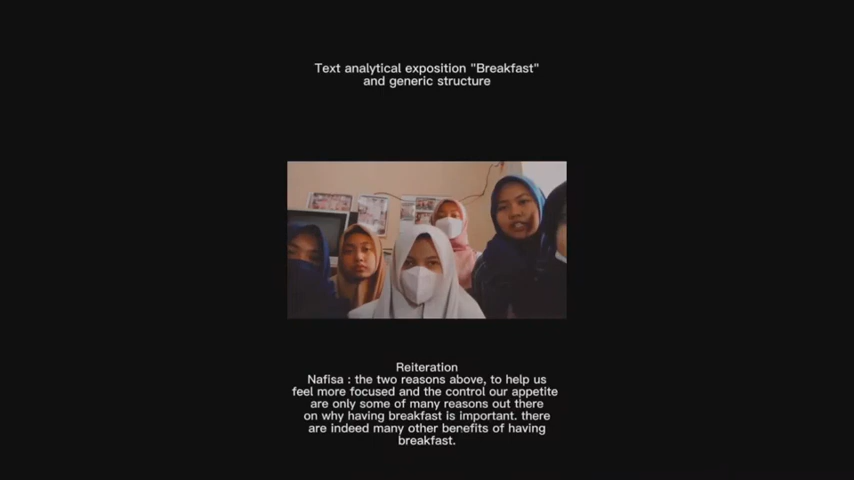 Text analytical exposition "Breakfast"
and generic structure
Reiteration
Nafisa : the two reasons above, to help us
feel more focused and the control our appetite
are only some of many reasons out there
on why having breakfast is important. there
are indeed many other benefits of having
breakfast.